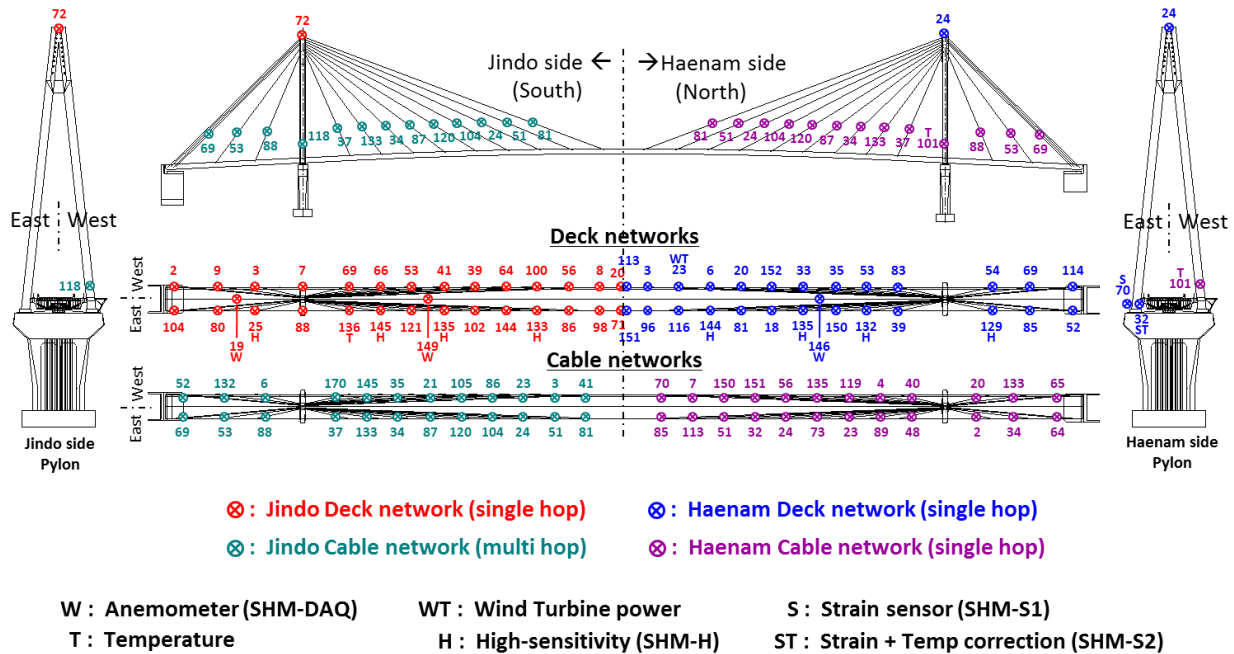 72
72
24
24
Jindo side ← →Haenam side
(South) (North)
69 53 88 118 37 133 34 87 120 104 24 51 81
81 51 24 104 120 87 34 133 37 T 101 88 53 69
East West
118
East West
S
70
32
ST
T
101
Deck networks
West
East
2 9 3 7 69 66 53 41 39 64 100 56 8 20
113 3 WT 23 6 20 152 33 35 53 83 54 69 114
104 80 25 88 136 145 121 135 102 144 133 86 98 71
151 96 116 144 81 18 135 150 132 39 129 85 52
H T H H H H H H H
19 149 146
W W W
Cable networks
West
East
52 132 6 170 145 35 21 105 86 23 3 41
70 7 150 151 56 135 119 4 40 20 133 65
69 53 88 37 133 34 87 120 104 24 51 81
85 113 51 32 24 73 23 89 48 2 34 64
Jindo side
Pylon
Haenam side
Pylon
: Jindo Deck network (single hop) : Haenam Deck network (single hop)
: Jindo Cable network (multi hop) : Haenam Cable network (single hop)
W : Anemometer (SHM-DAQ) WT : Wind Turbine power S : Strain sensor (SHM-S1)
T : Temperature H : High-sensitivity (SHM-H) ST : Strain + Temp correction (SHM-S2)